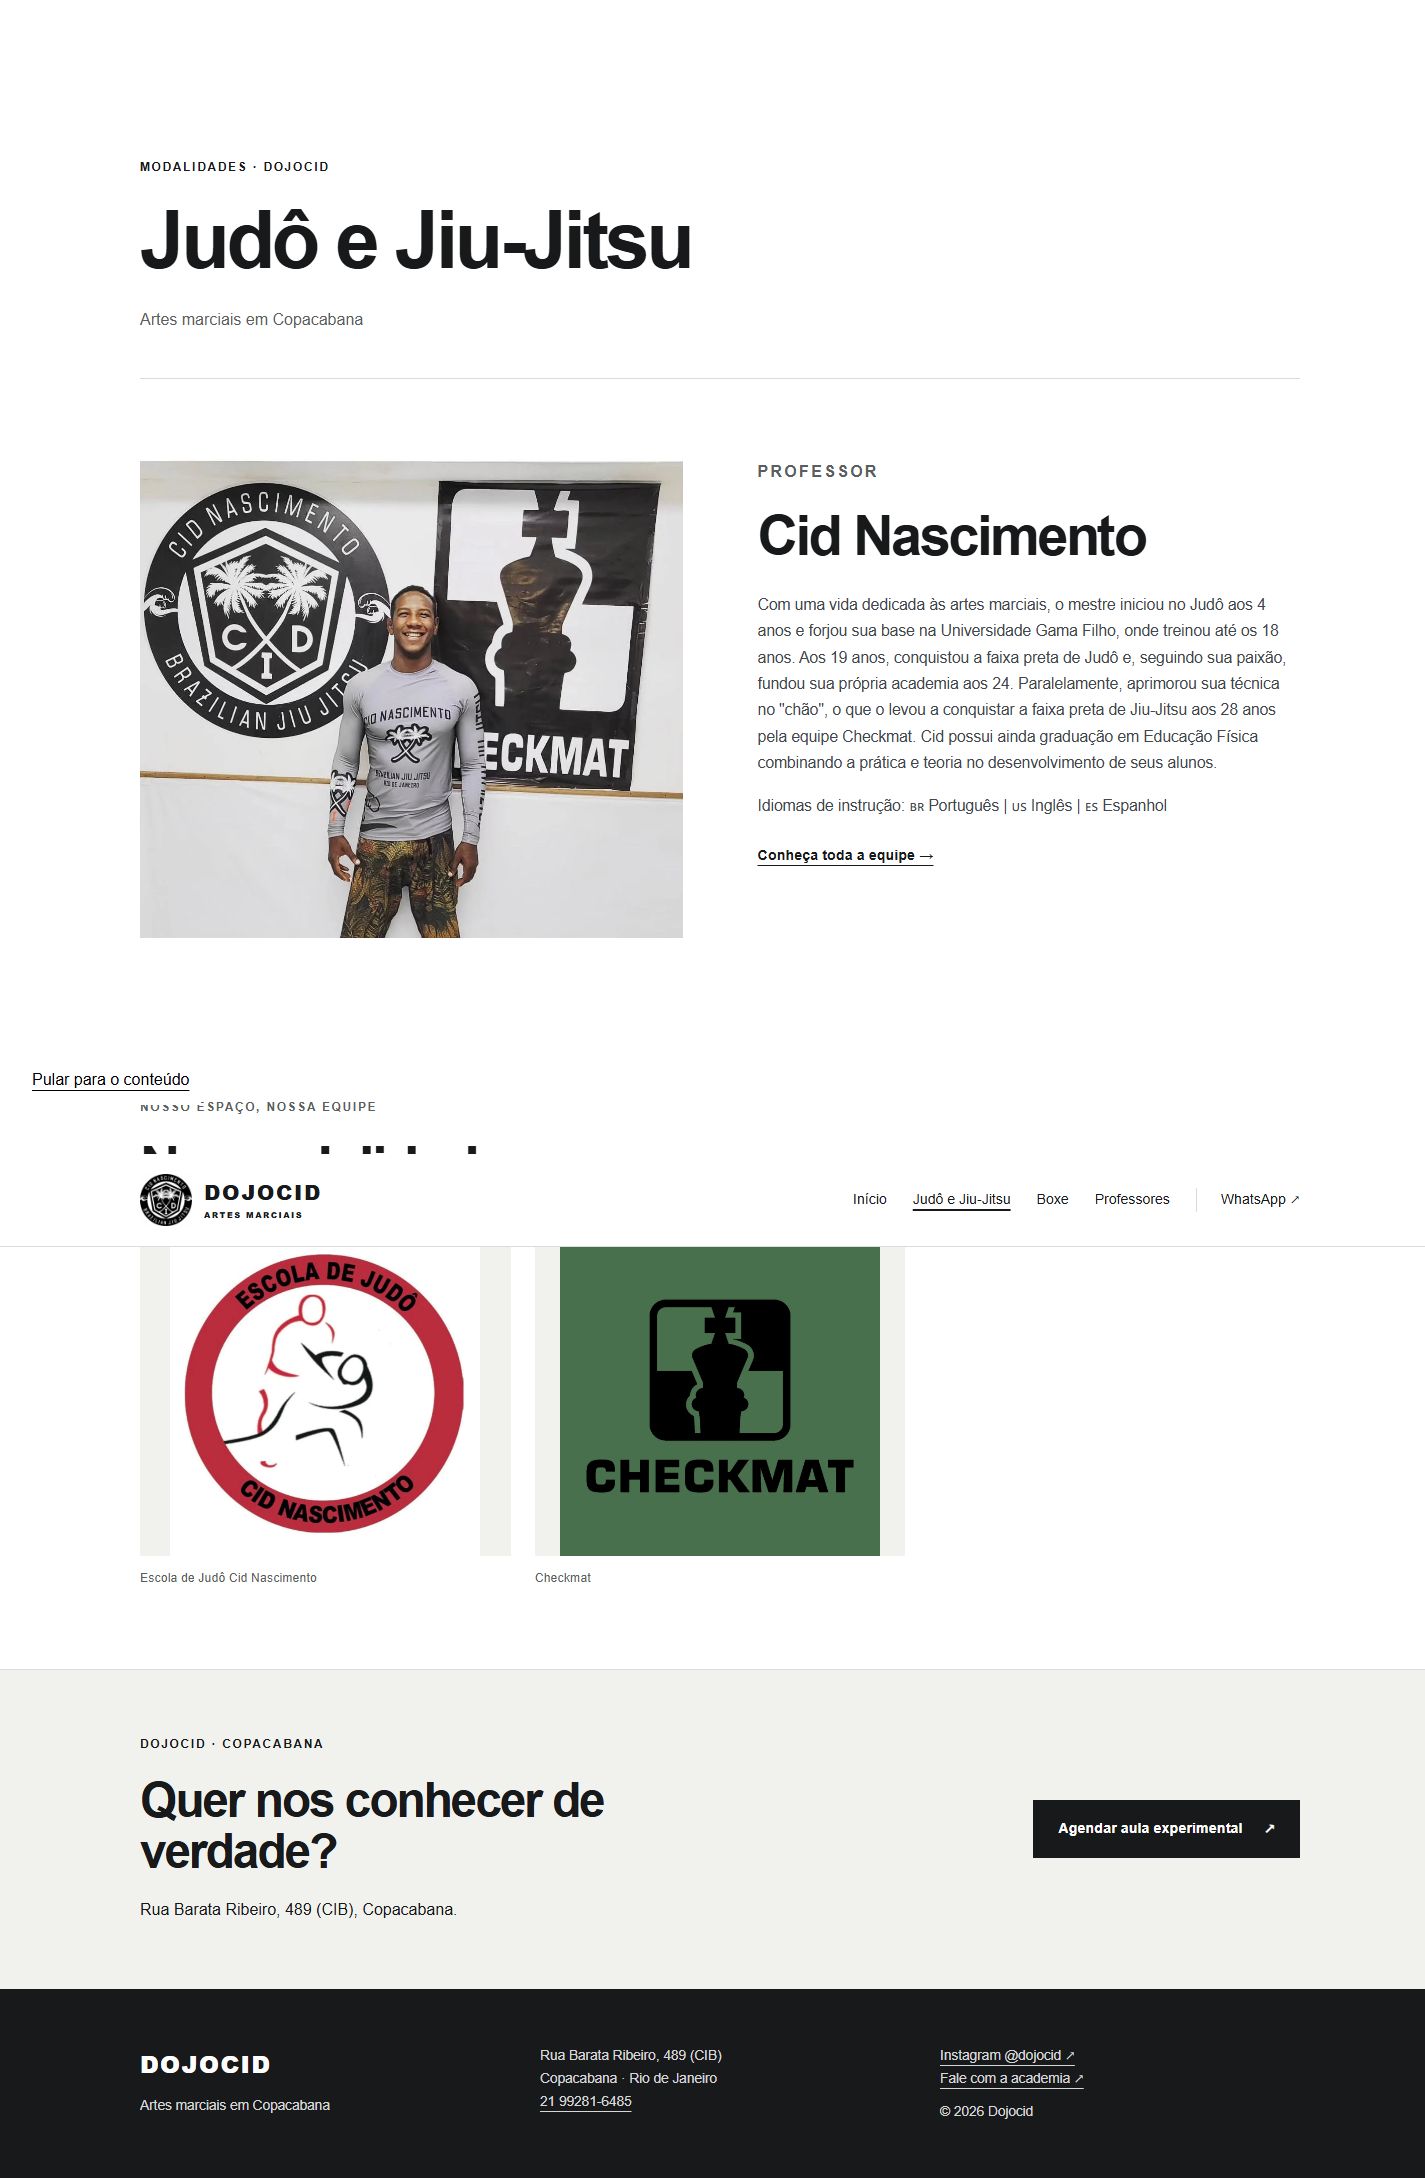 MODALIDADES · DOJOCID
Judô e Jiu-Jitsu
Artes marciais em Copacabana
CID NASCIMENTO
CID
BRAZILIAN JIU JITSU
CID NASCIMENTO
BRAZILIAN JIU JITSU
RIO DE JANEIRO
ECKMAT
PROFESSOR
Cid Nascimento
Com uma vida dedicada às artes marciais, o mestre iniciou no Judô aos 4
anos e forjou sua base na Universidade Gama Filho, onde treinou até os 18
anos. Aos 19 anos, conquistou a faixa preta de Judô e, seguindo sua paixão,
fundou sua própria academia aos 24. Paralelamente, aprimorou sua técnica
no "chão", o que o levou a conquistar a faixa preta de Jiu-Jitsu aos 28 anos
pela equipe Checkmat. Cid possui ainda graduação em Educação Física
combinando a prática e teoria no desenvolvimento de seus alunos.
Idiomas de instrução: BR Português | US Inglês | ES Espanhol
Conheça toda a equipe →
Pular para o conteúdo
NOSSO ESPAÇO, NOSSA EQUIPE
DOJOCID
ARTES MARCIAIS
Início Judô e Jiu-Jitsu Boxe Professores WhatsApp ↗
ESCOLA DE JUDÔ
CID NASCIMENTO
CHECKMAT
Escola de Judô Cid Nascimento
Checkmat
DOJOCID · COPACABANA
Quer nos conhecer de
verdade?
Rua Barata Ribeiro, 489 (CIB), Copacabana.
Agendar aula experimental ↗
DOJOCID
Artes marciais em Copacabana
Rua Barata Ribeiro, 489 (CIB)
Copacabana · Rio de Janeiro
21 99281-6485
Instagram @dojocid ↗
Fale com a academia ↗
© 2026 Dojocid